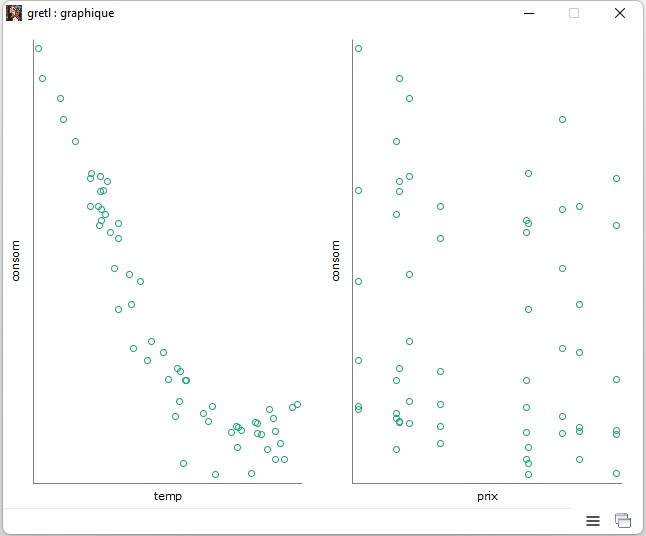 gretl : graphique
consom
temp
consom
prix